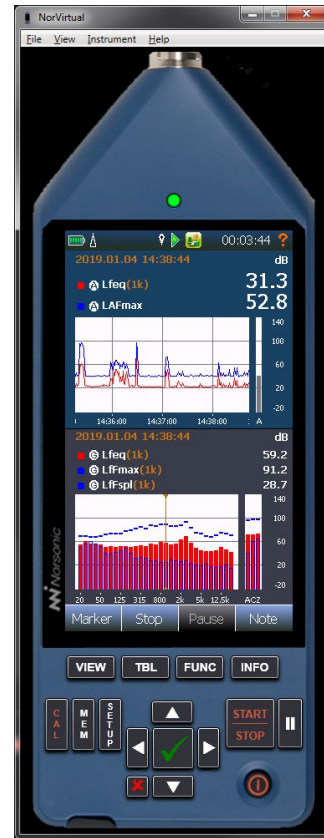 NorVirtual
File View Instrument Help
00:03:44 ?
2019.01.04 14:38:44 dB
A Lfeq(1k) 31.3
A LAFmax 52.8
140
100
60
20
-20
14:36:00 14:37:00 14:38:00 : A
2019.01.04 14:38:44 dB
G Lfeq(1k) 59.2
G LfFmax(1k) 91.2
G LfFspl(1k) 28.7
140
100
60
20
-20
20 50 125 315 800 2k 5k 12.5k ACZ
Marker Stop Pause Note
Norsonic
VIEW TBL FUNC INFO
CAL MEM SETUP START STOP